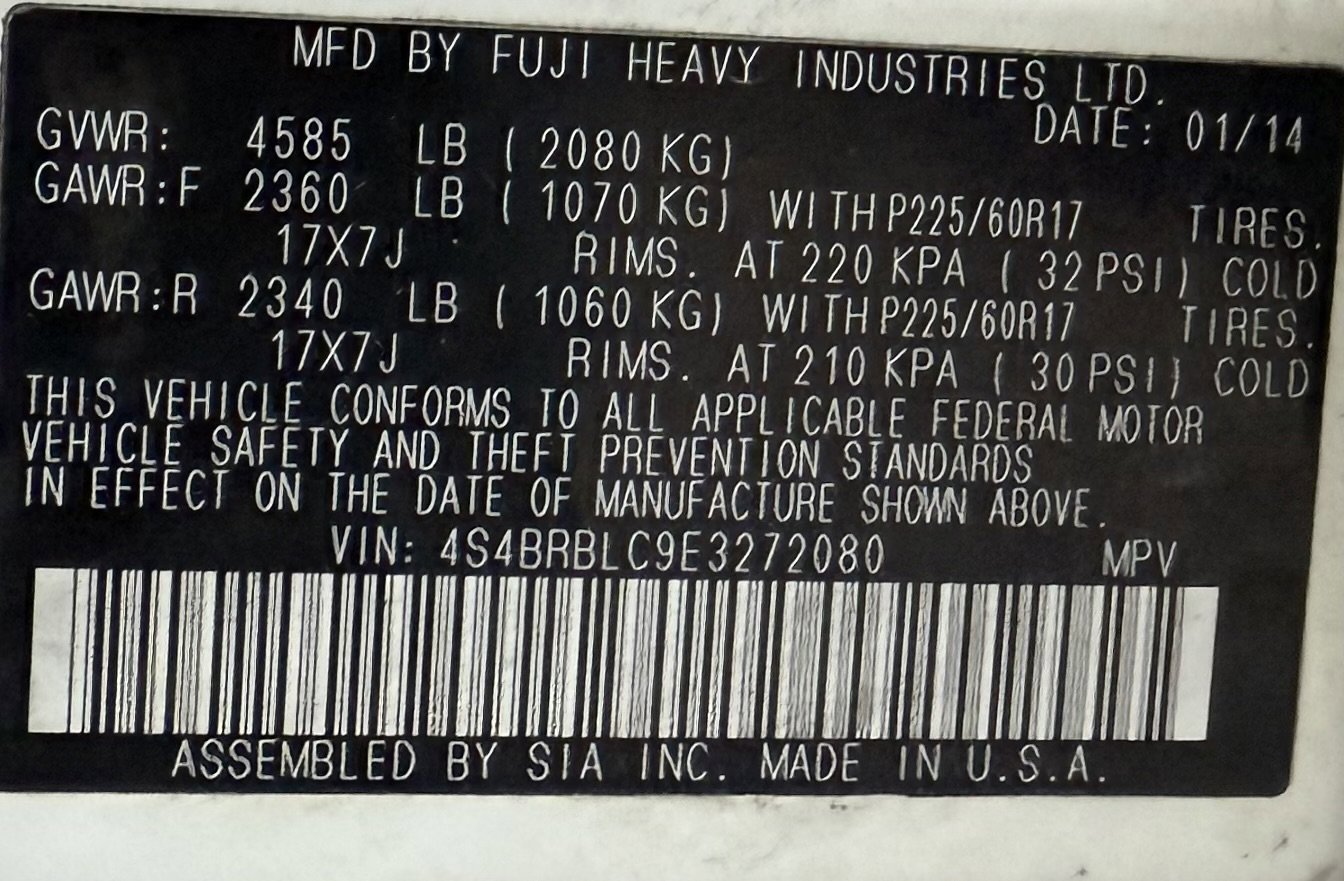 MFD BY FUJI HEAVY INDUSTRIES LTD.
DATE: 01/14
GVWR: 4585 LB ( 2080 KG)
GAWR:F 2360 LB ( 1070 KG) WITH P225/60R17 TIRES.
17X7J RIMS. AT 220 KPA ( 32 PSI) COLD
GAWR:R 2340 LB ( 1060 KG) WITH P225/60R17 TIRES.
17X7J RIMS. AT 210 KPA ( 30 PSI) COLD
THIS VEHICLE CONFORMS TO ALL APPLICABLE FEDERAL MOTOR
VEHICLE SAFETY AND THEFT PREVENTION STANDARDS
IN EFFECT ON THE DATE OF MANUFACTURE SHOWN ABOVE.
VIN: 4S4BRBLC9E3272080 MPV
ASSEMBLED BY SIA INC. MADE IN U.S.A.